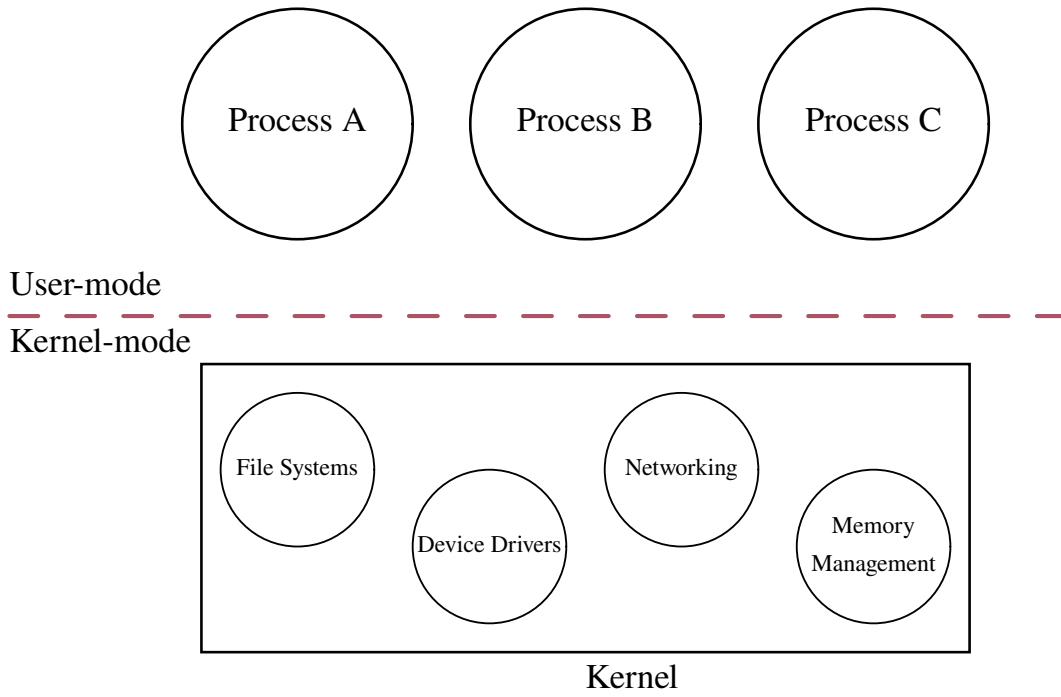 Process A
Process B
Process C
User-mode
Kernel-mode
File Systems
Networking
Device Drivers
Memory
Management
Kernel